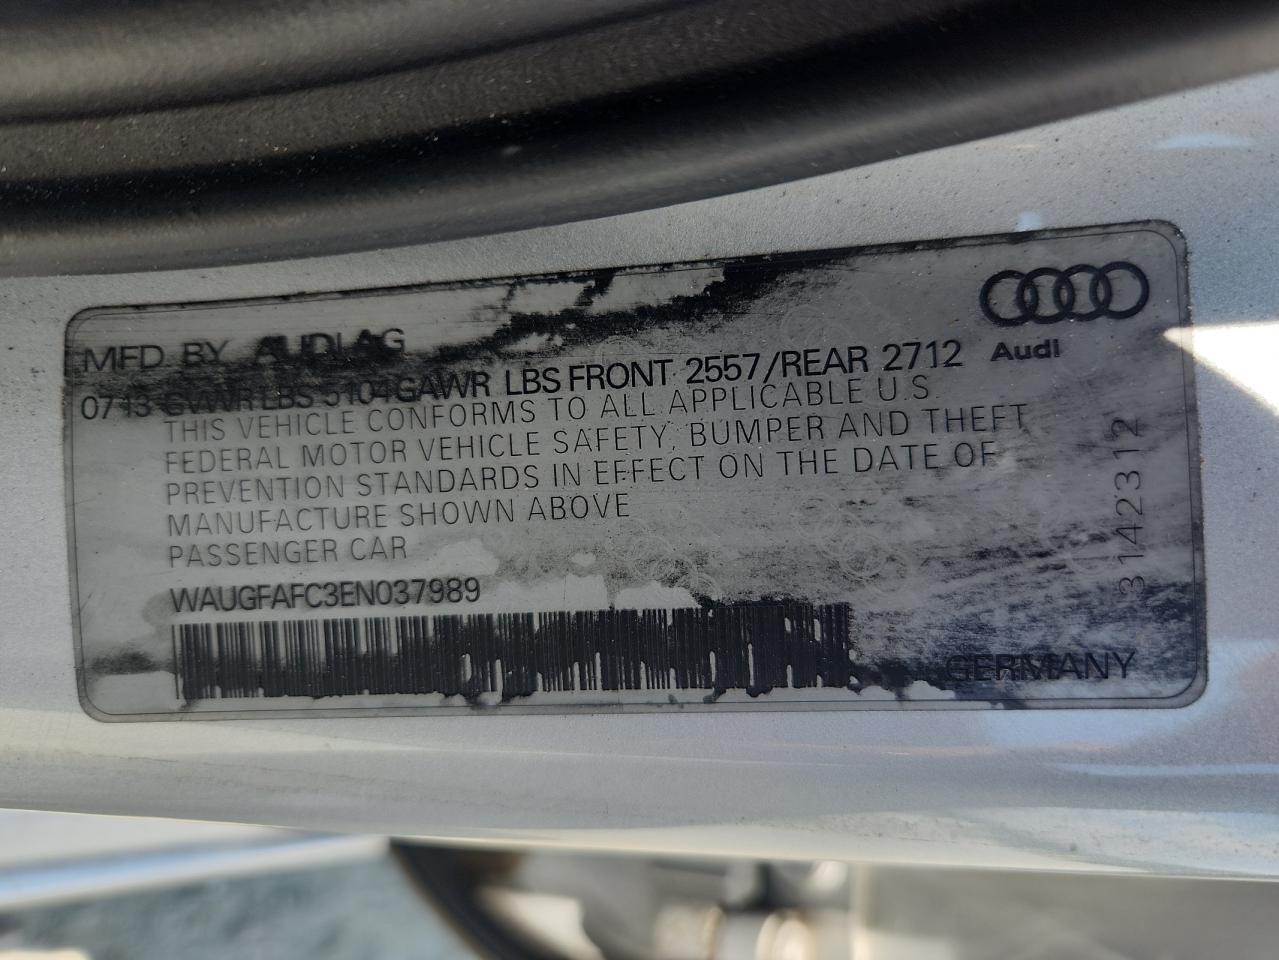 MFD BY AUDI AG
0713 GVWR LBS 5104 GAWR LBS FRONT 2557/REAR 2712
Audi
THIS VEHICLE CONFORMS TO ALL APPLICABLE U.S.
FEDERAL MOTOR VEHICLE SAFETY, BUMPER AND THEFT
PREVENTION STANDARDS IN EFFECT ON THE DATE OF
MANUFACTURE SHOWN ABOVE
PASSENGER CAR
WAUGFAFC3EN037989
GERMANY
3 142312